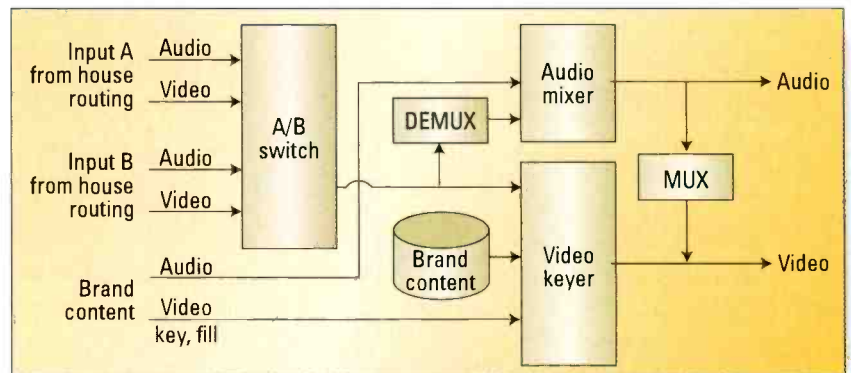 Input A
from house
routing
Audio
Video
Input B
from house
routing
Audio
Video
Brand
content
Audio
Video
key, fill
A/B
switch
DEMUX
Brand
content
Audio
mixer
Video
keyer
MUX
Audio
Video